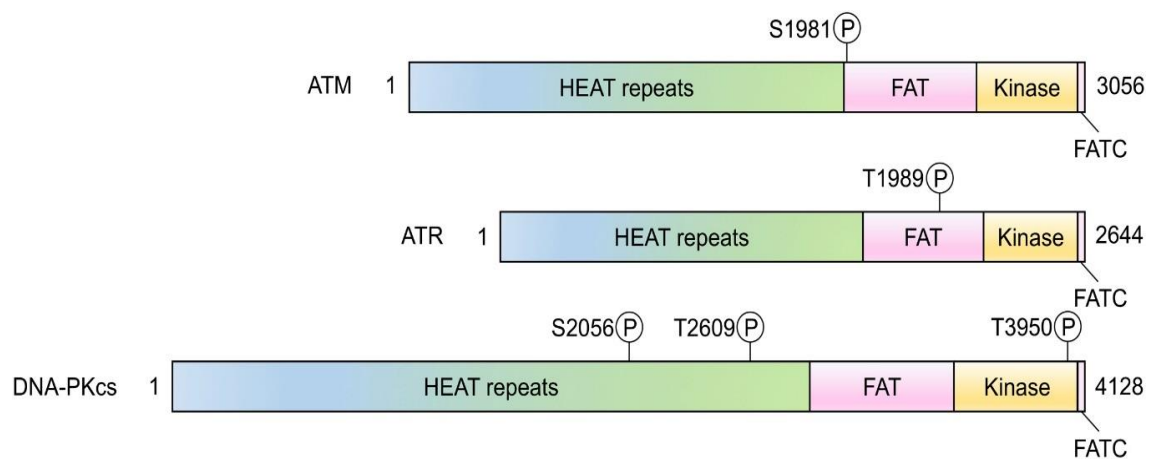 S1981 P
ATM 1 HEAT repeats FAT Kinase 3056
FATC
T1989 P
ATR 1 HEAT repeats FAT Kinase 2644
FATC
S2056 P T2609 P T3950 P
DNA-PKcs 1 HEAT repeats FAT Kinase 4128
FATC